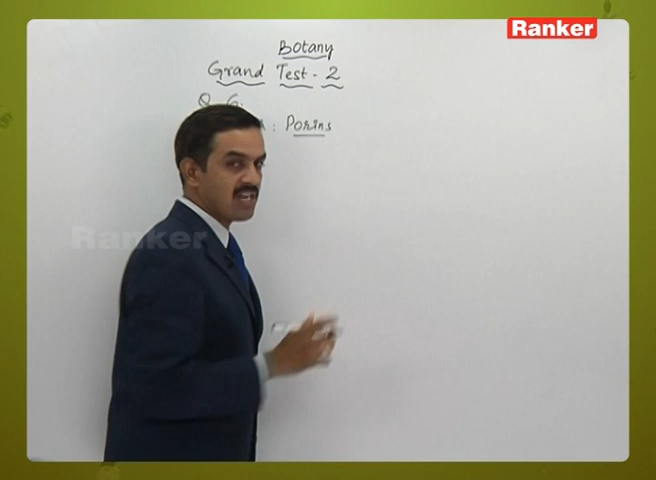 Ranker
Botany
Grand Test - 2
: Porins
Ranker